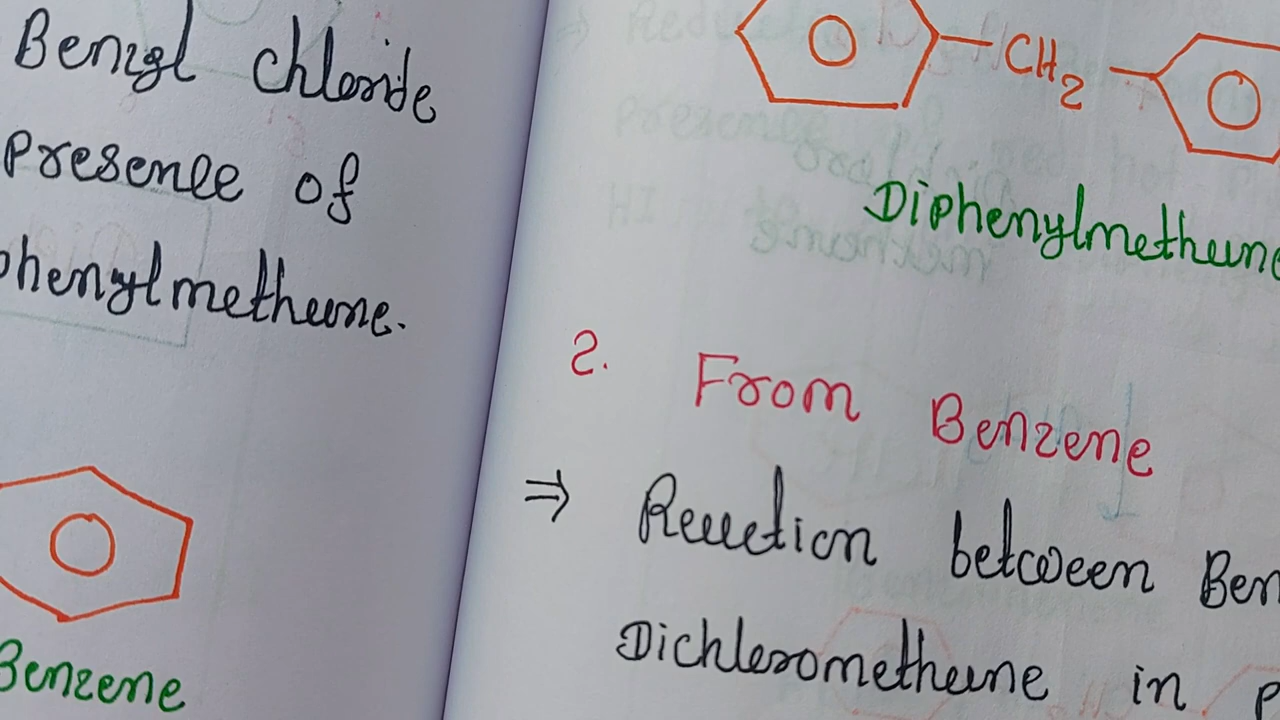 Benzyl chloride
Presence of
phenylmethane.
Benzene
CH2
Diphenylmethane
2. From Benzene
⇒ Reaction between Ben
Dichloromethane in P